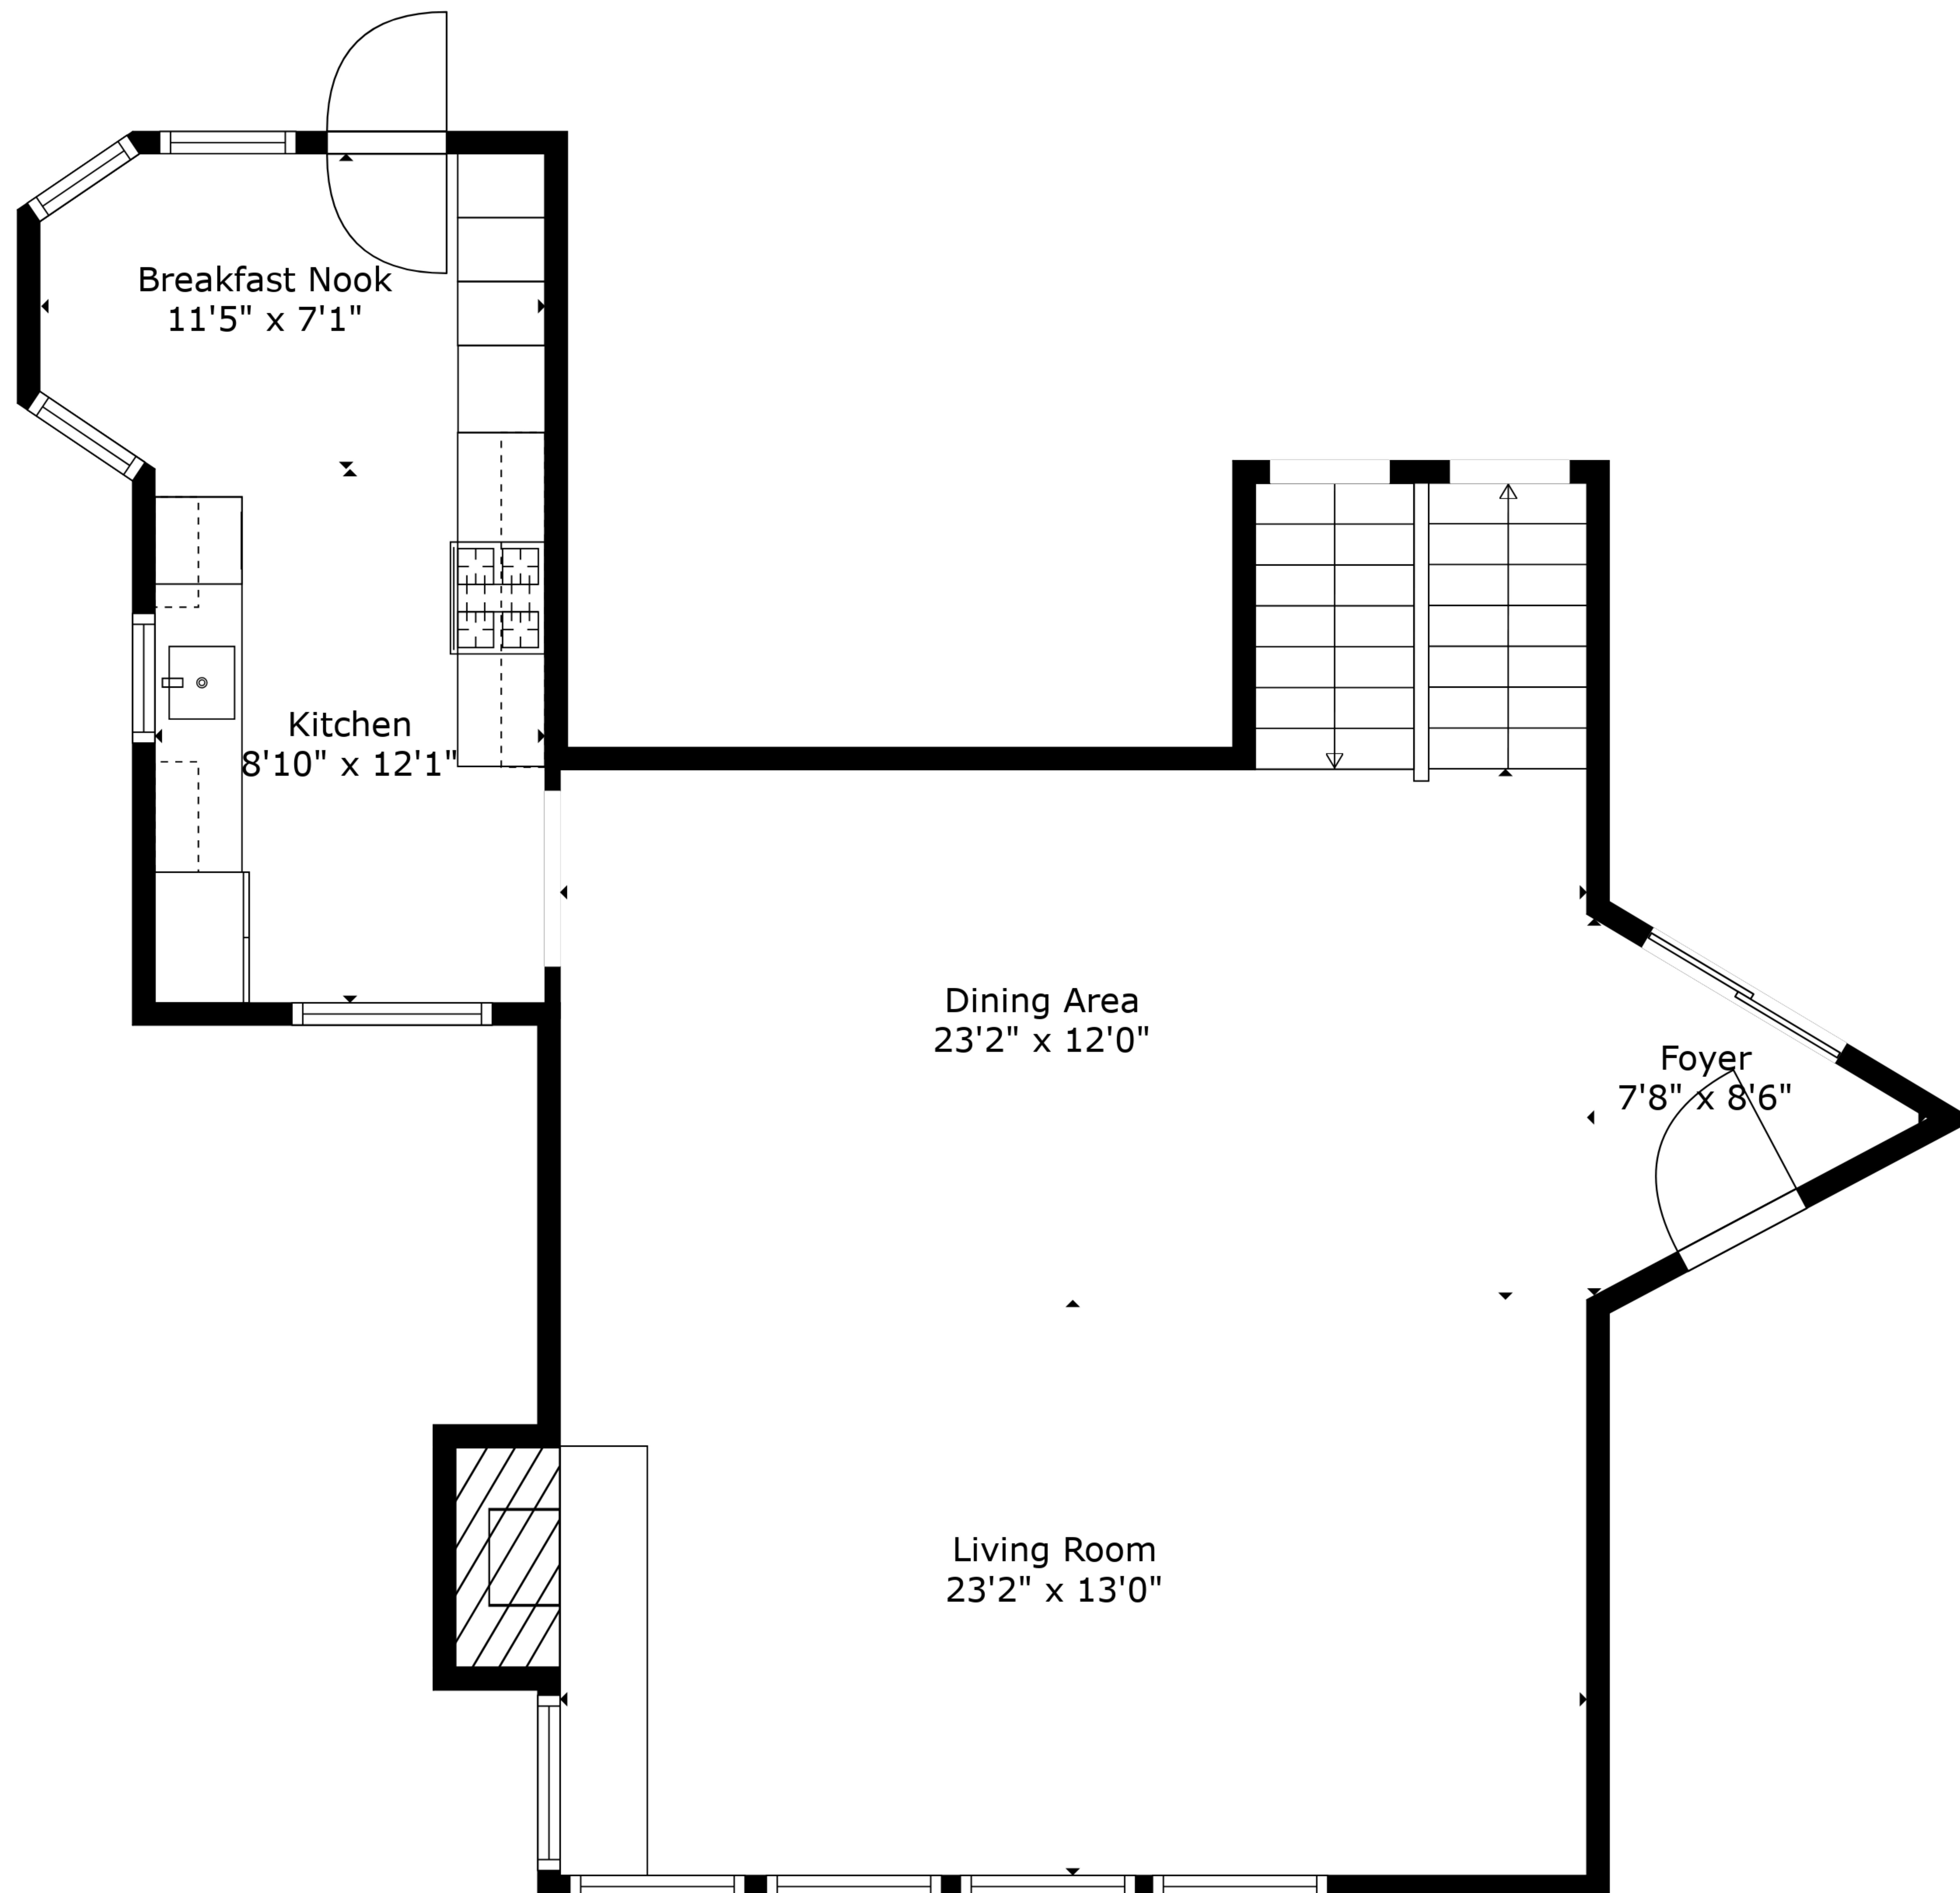 Breakfast Nook
11'5" x 7'1"
Kitchen
8'10" x 12'1"
Dining Area
23'2" x 12'0"
Foyer
7'8" x 8'6"
Living Room
23'2" x 13'0"